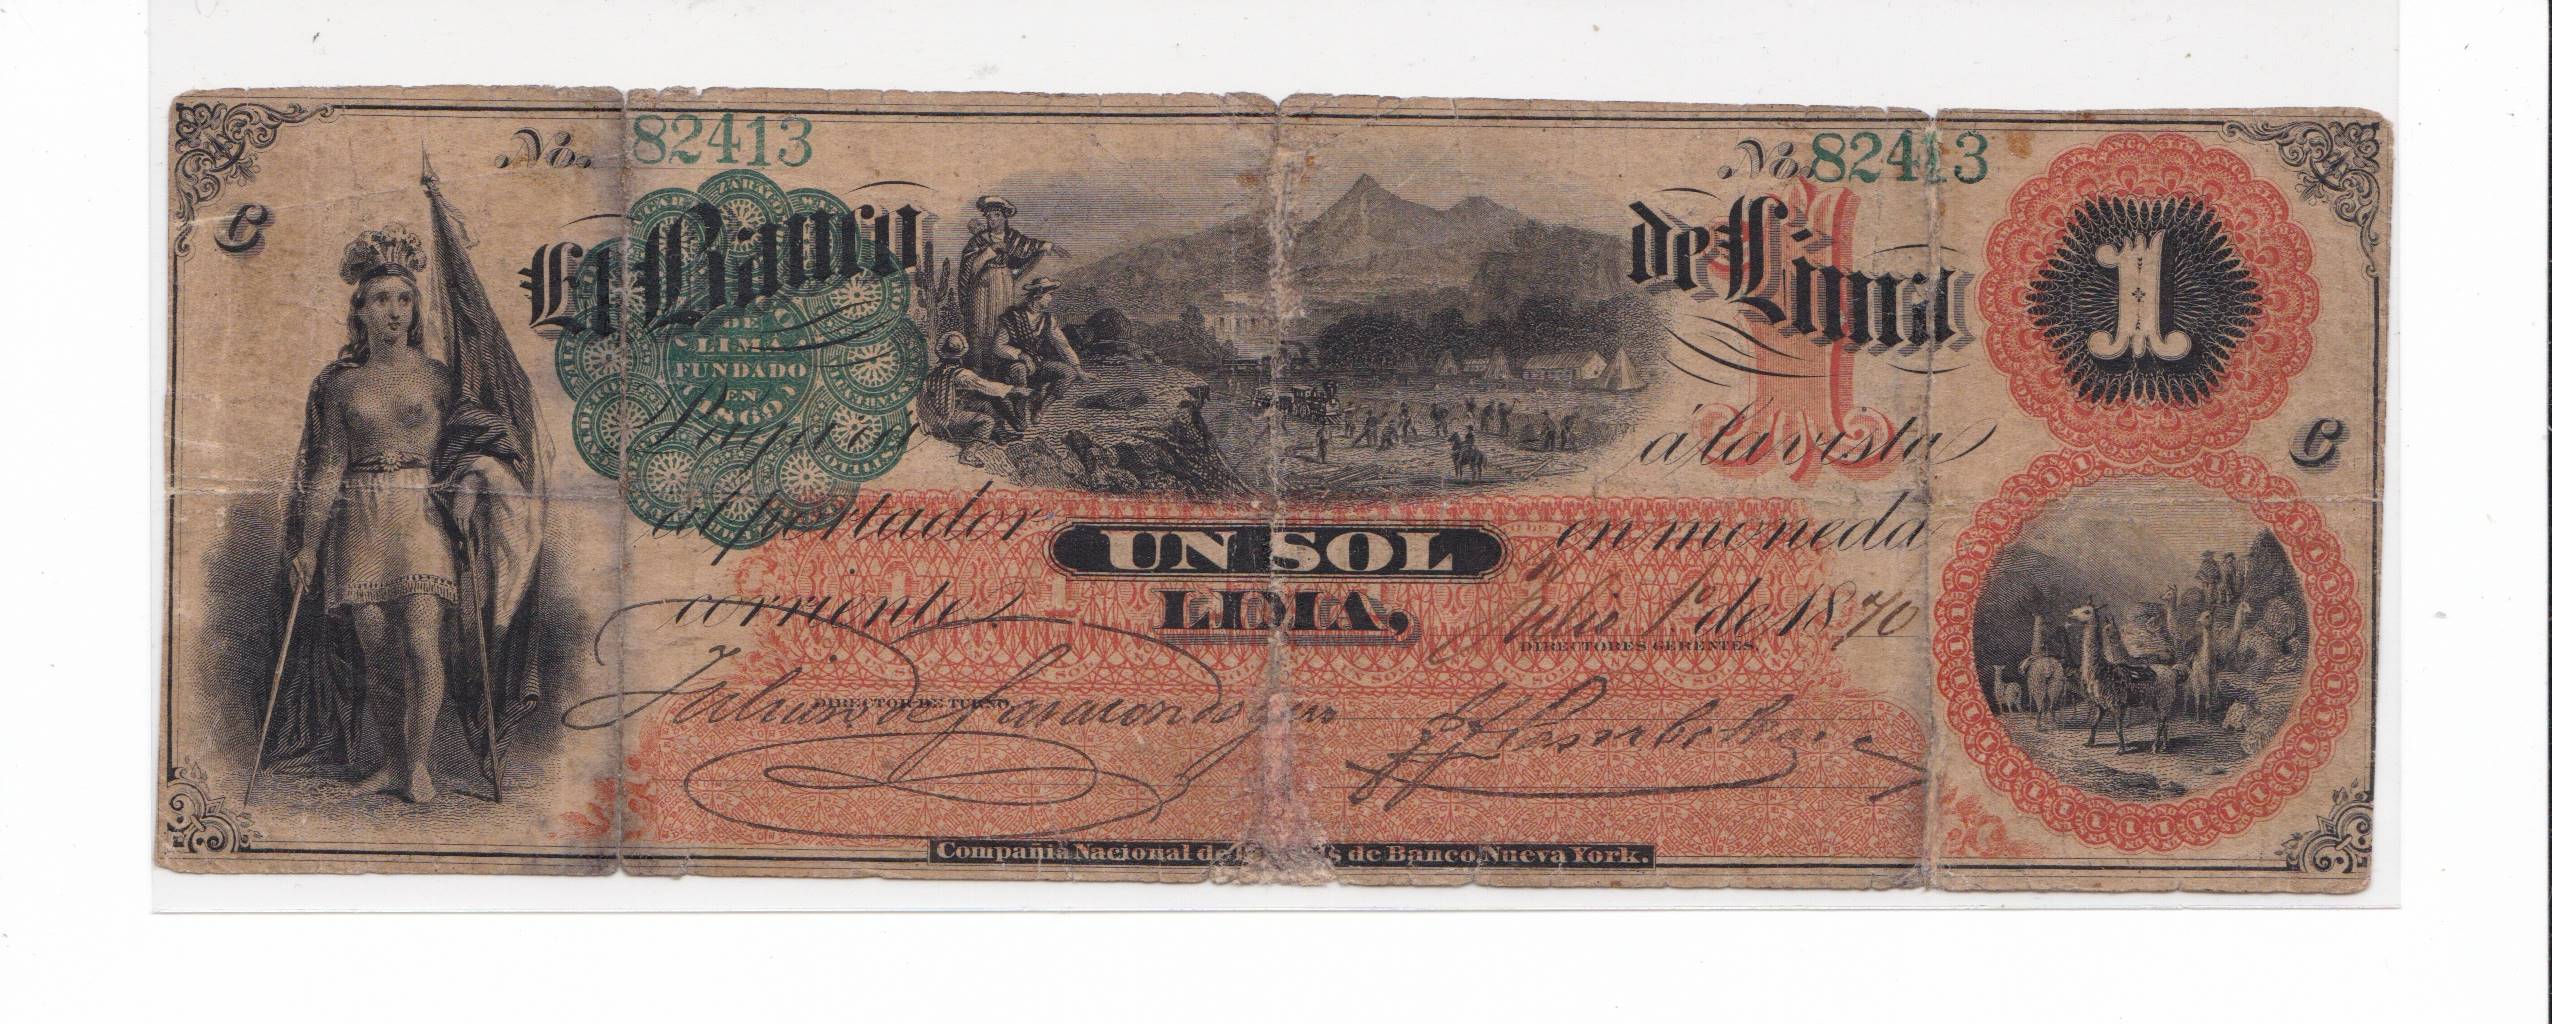 No. 82413
No. 82413
C
El Banco de Lima
1
1
DE
LIMA
FUNDADO
EN
1869
Pagará á la vista
al portador UN SOL en moneda
corriente. LIMA, Julio 1º de 1870
C
DIRECTORES GERENTES.
DIRECTOR DE TURNO
Compañia Nacional de de Banco Nueva York.